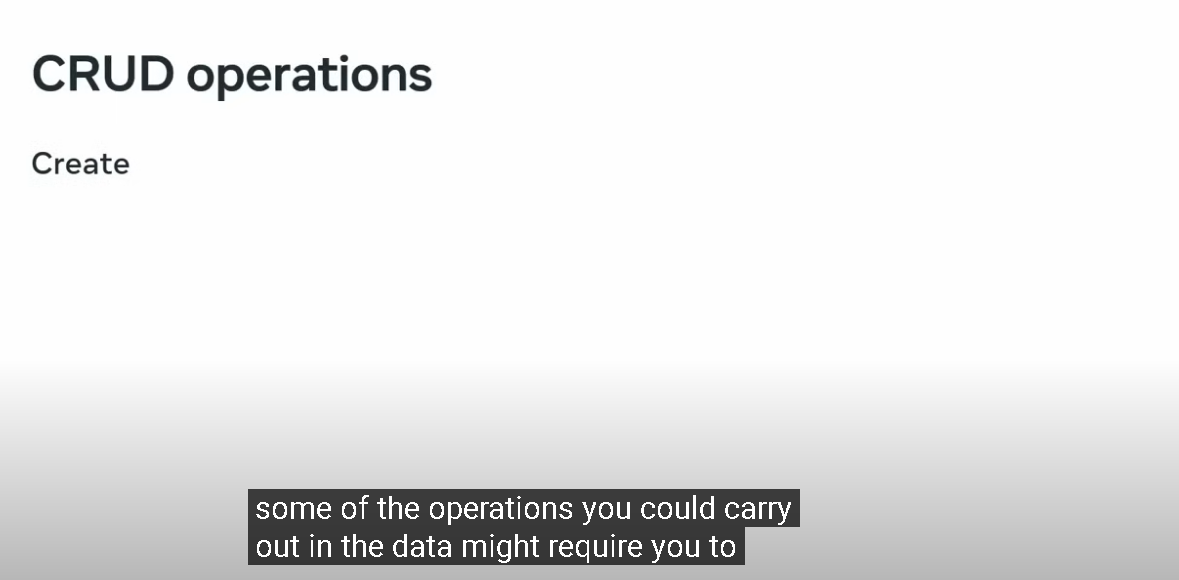 CRUD operations
Create
some of the operations you could carry
out in the data might require you to